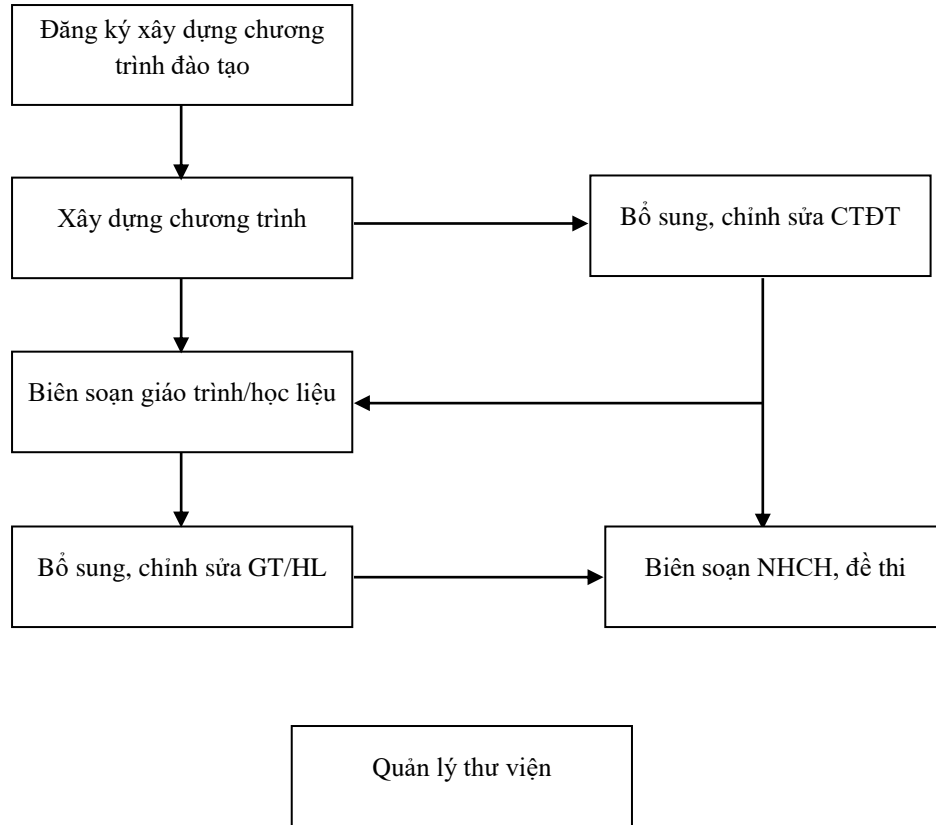 Đăng ký xây dựng chương
trình đào tạo
Xây dựng chương trình
Bổ sung, chỉnh sửa CTĐT
Biên soạn giáo trình/học liệu
Bổ sung, chỉnh sửa GT/HL
Biên soạn NHCH, đề thi
Quản lý thư viện